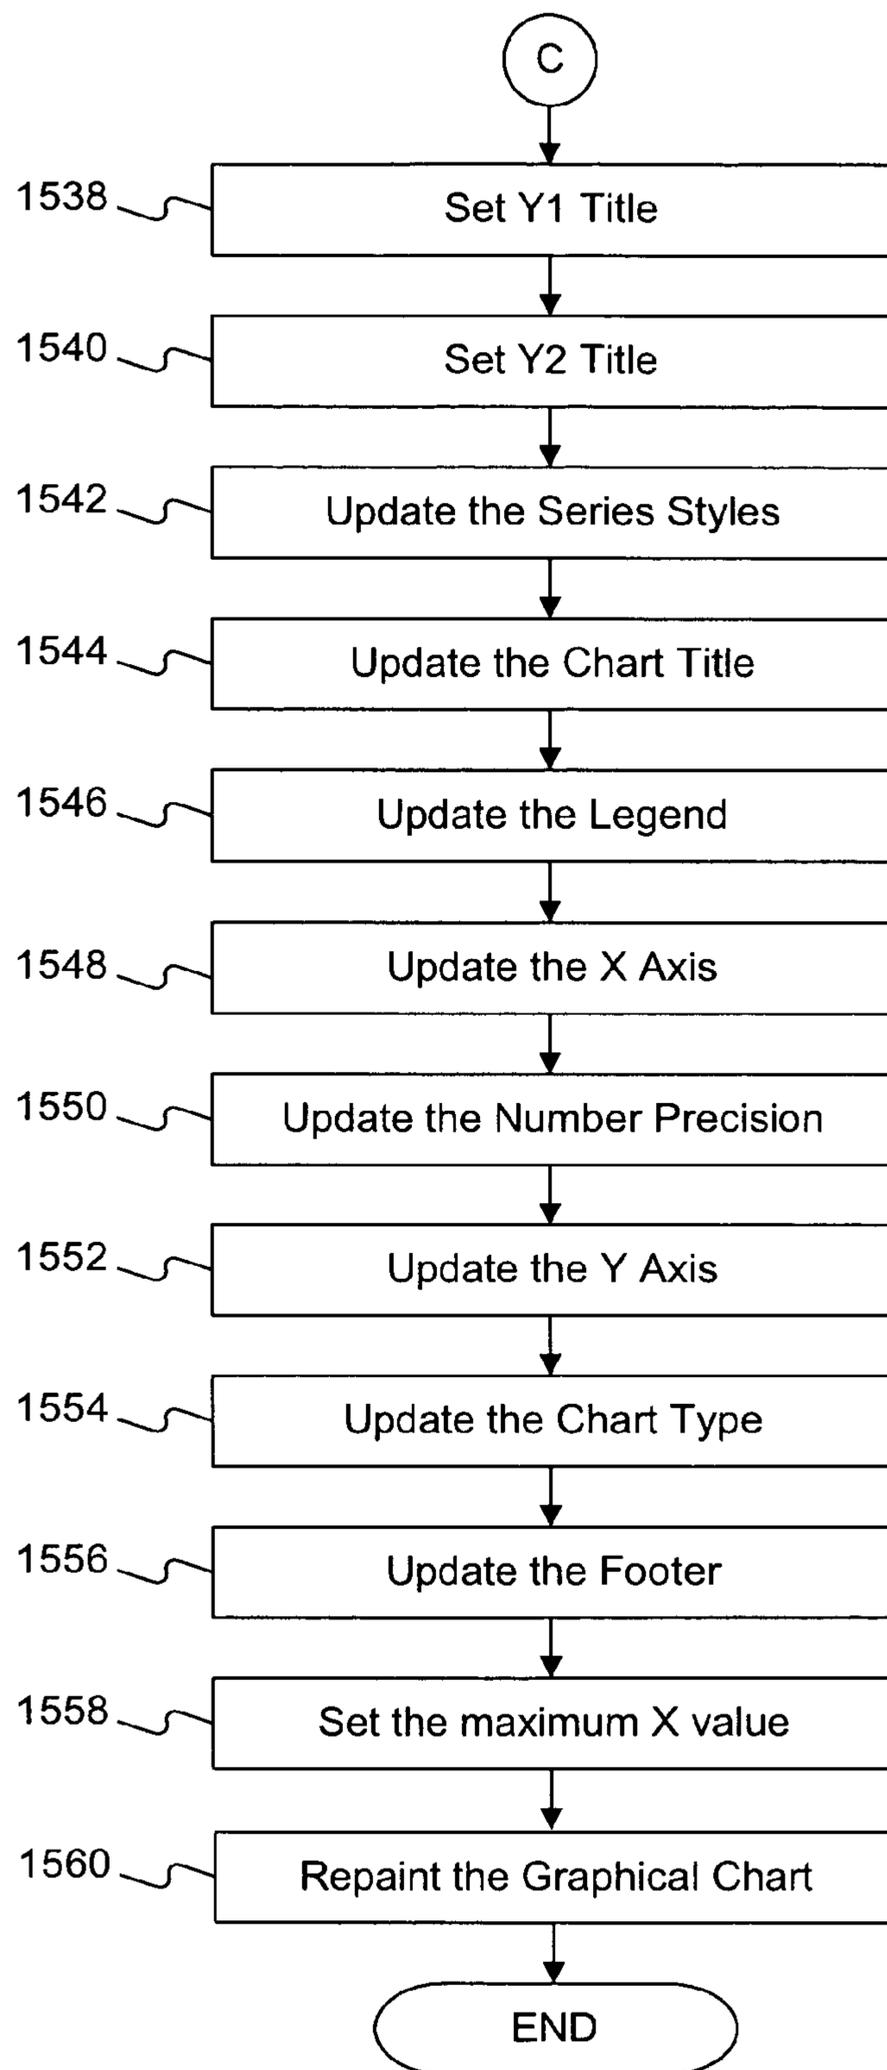 C
1538 Set Y1 Title
1540 Set Y2 Title
1542 Update the Series Styles
1544 Update the Chart Title
1546 Update the Legend
1548 Update the X Axis
1550 Update the Number Precision
1552 Update the Y Axis
1554 Update the Chart Type
1556 Update the Footer
1558 Set the maximum X value
1560 Repaint the Graphical Chart
END